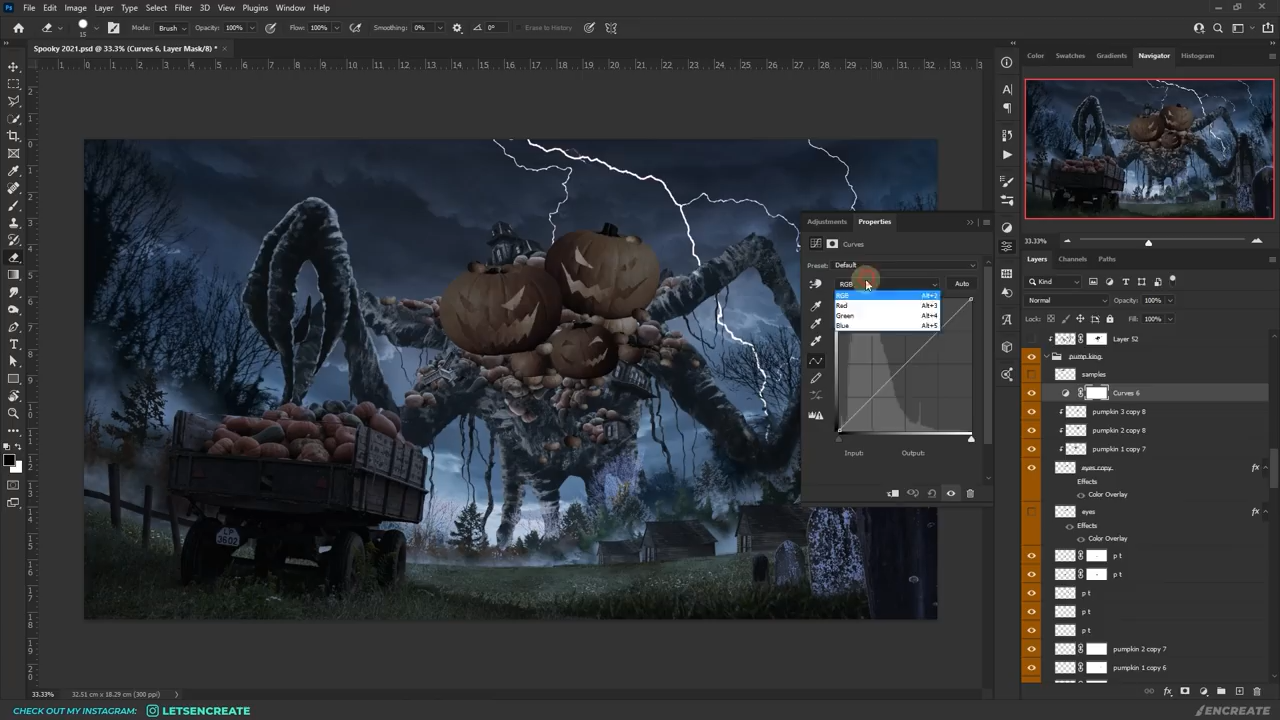 File Edit Image Layer Type Select Filter 3D View Plugins Window Help
15 Mode: Brush Opacity: 100% Flow: 100% Smoothing: 0% 0° Erase to History
Spooky 2021.psd @ 33.3% (Curves 6, Layer Mask/8) *
Color Swatches Gradients Navigator Histogram
33.33%
Layers Channels Paths
Kind
Normal Opacity: 100%
Lock: Fill: 100%
Layer 52
pump king
samples
Curves 6
pumpkin 3 copy 8
pumpkin 2 copy 8
pumpkin 1 copy 7
eyes copy
Effects
Color Overlay
eyes
Effects
Color Overlay
p t
p t
p t
p t
p t
pumpkin 2 copy 7
pumpkin 1 copy 6
Adjustments Properties
Curves
Preset: Default
RGB Auto
RGB Alt+2
Red Alt+3
Green Alt+4
Blue Alt+5
Input: Output:
3602
33.33% 32.51 cm x 18.29 cm (300 ppi)
CHECK OUT MY INSTAGRAM: LETSENCREATE
ENCREATE